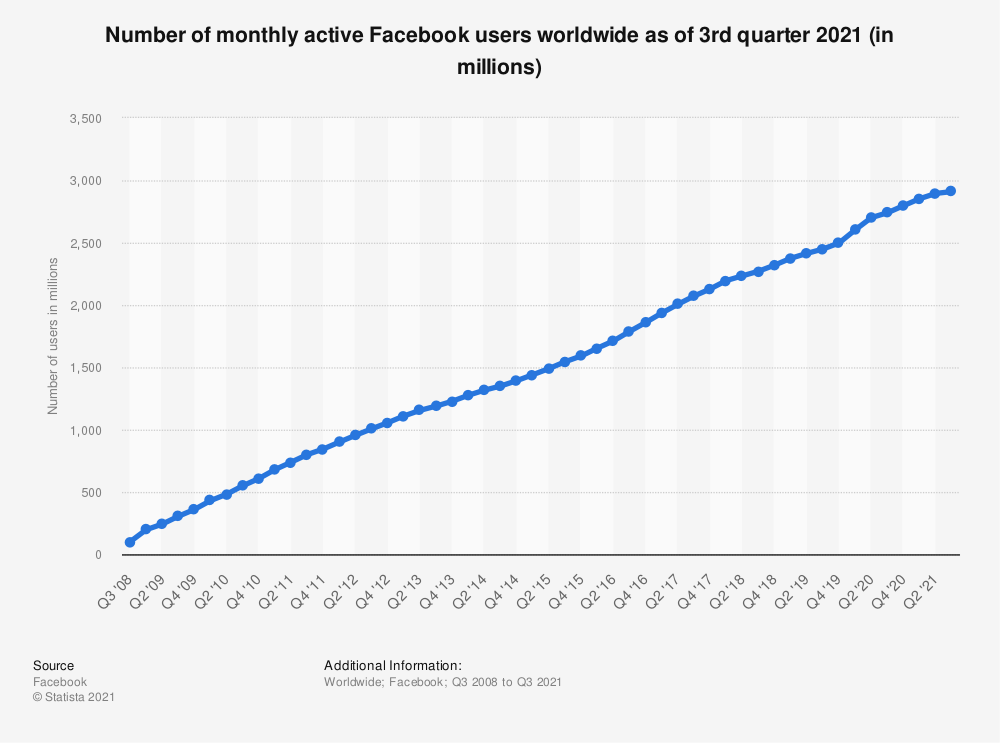 Number of monthly active Facebook users worldwide as of 3rd quarter 2021 (in
millions)
3,500
3,000
2,500
2,000
1,500
1,000
500
0
Number of users in millions
Q3 '08
Q2 '09
Q4 '09
Q2 '10
Q4 '10
Q2 '11
Q4 '11
Q2 '12
Q4 '12
Q2 '13
Q4 '13
Q2 '14
Q4 '14
Q2 '15
Q4 '15
Q2 '16
Q4 '16
Q2 '17
Q4 '17
Q2 '18
Q4 '18
Q2 '19
Q4 '19
Q2 '20
Q4 '20
Q2 '21
Source
Facebook
© Statista 2021
Additional Information:
Worldwide; Facebook; Q3 2008 to Q3 2021